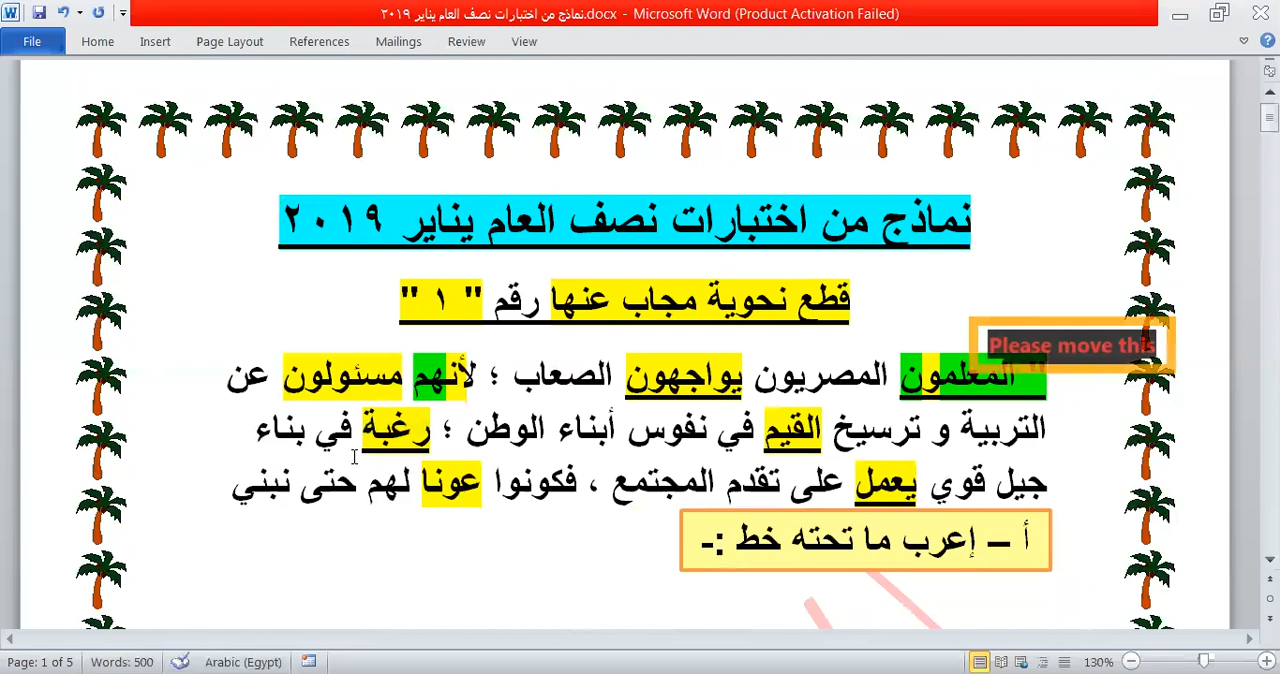 نماذج من اختبارات نصف العام يناير ٢٠١٩.docx - Microsoft Word (Product Activation Failed)
File Home Insert Page Layout References Mailings Review View
نماذج من اختبارات نصف العام يناير ٢٠١٩
قطع نحوية مجاب عنها رقم " ١ "
Please move this
" المعلمون المصريون يواجهون الصعاب ؛ لأنهم مسئولون عن
التربية و ترسيخ القيم في نفوس أبناء الوطن ؛ رغبة في بناء
جيل قوي يعمل على تقدم المجتمع ، فكونوا عونا لهم حتى نبني
أ – إعرب ما تحته خط :-
Page: 1 of 5 Words: 500 Arabic (Egypt) 130%